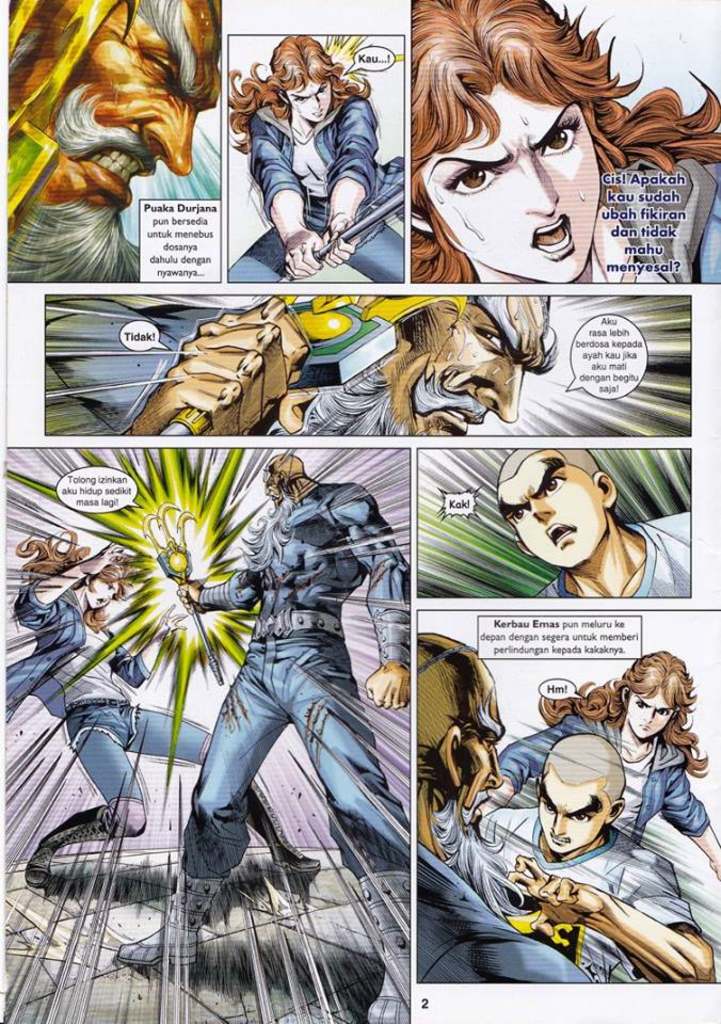 Puaka Durjana
pun bersedia
untuk menebus
dosanya
dahulu dengan
nyawanya...
Kau...!
Cis! Apakah
kau sudah
ubah fikiran
dan tidak
mahu
menyesal?
Tidak!
Aku
rasa lebih
berdosa kepada
ayah kau jika
aku mati
dengan begitu
saja!
Tolong izinkan
aku hidup sedikit
masa lagi!
Kak!
Kerbau Emas pun meluru ke
depan dengan segera untuk memberi
perlindungan kepada kakaknya.
Hm!
2